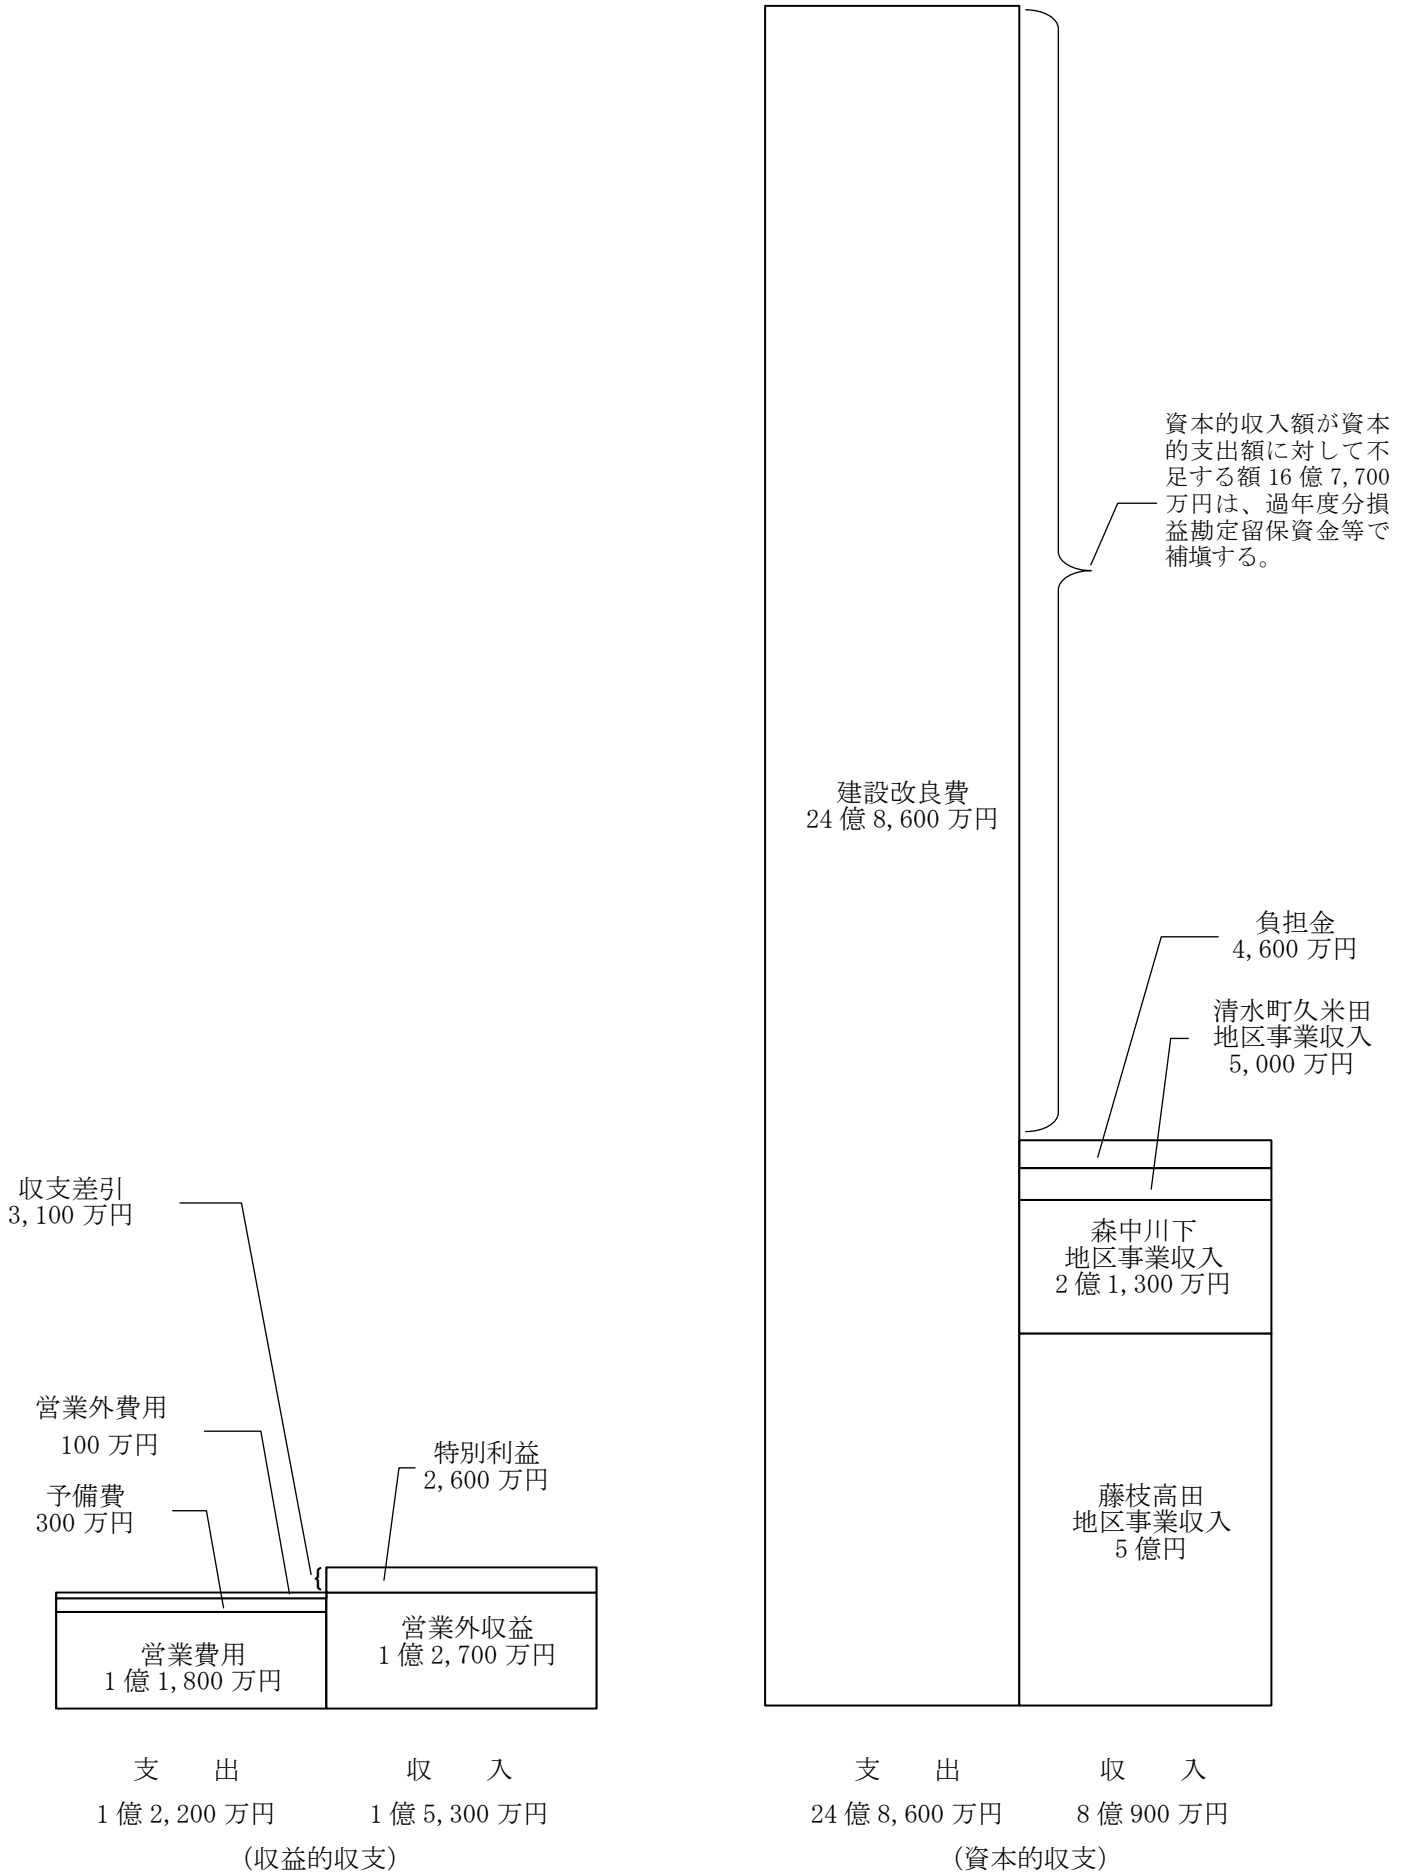 資本的収入額が資本
的支出額に対して不
足する額 16 億 7,700
万円は、過年度分損
益勘定留保資金等で
補塡する。
建設改良費
24 億 8,600 万円
負担金
4,600 万円
清水町久米田
地区事業収入
5,000 万円
収支差引
3,100 万円
森中川下
地区事業収入
2 億 1,300 万円
営業外費用
100 万円
特別利益
2,600 万円
予備費
300 万円
藤枝高田
地区事業収入
5 億円
営業外収益
1 億 2,700 万円
営業費用
1 億 1,800 万円
支 出
収 入
支 出
収 入
1 億 2,200 万円
1 億 5,300 万円
24 億 8,600 万円
8 億 900 万円
(収益的収支)
(資本的収支)